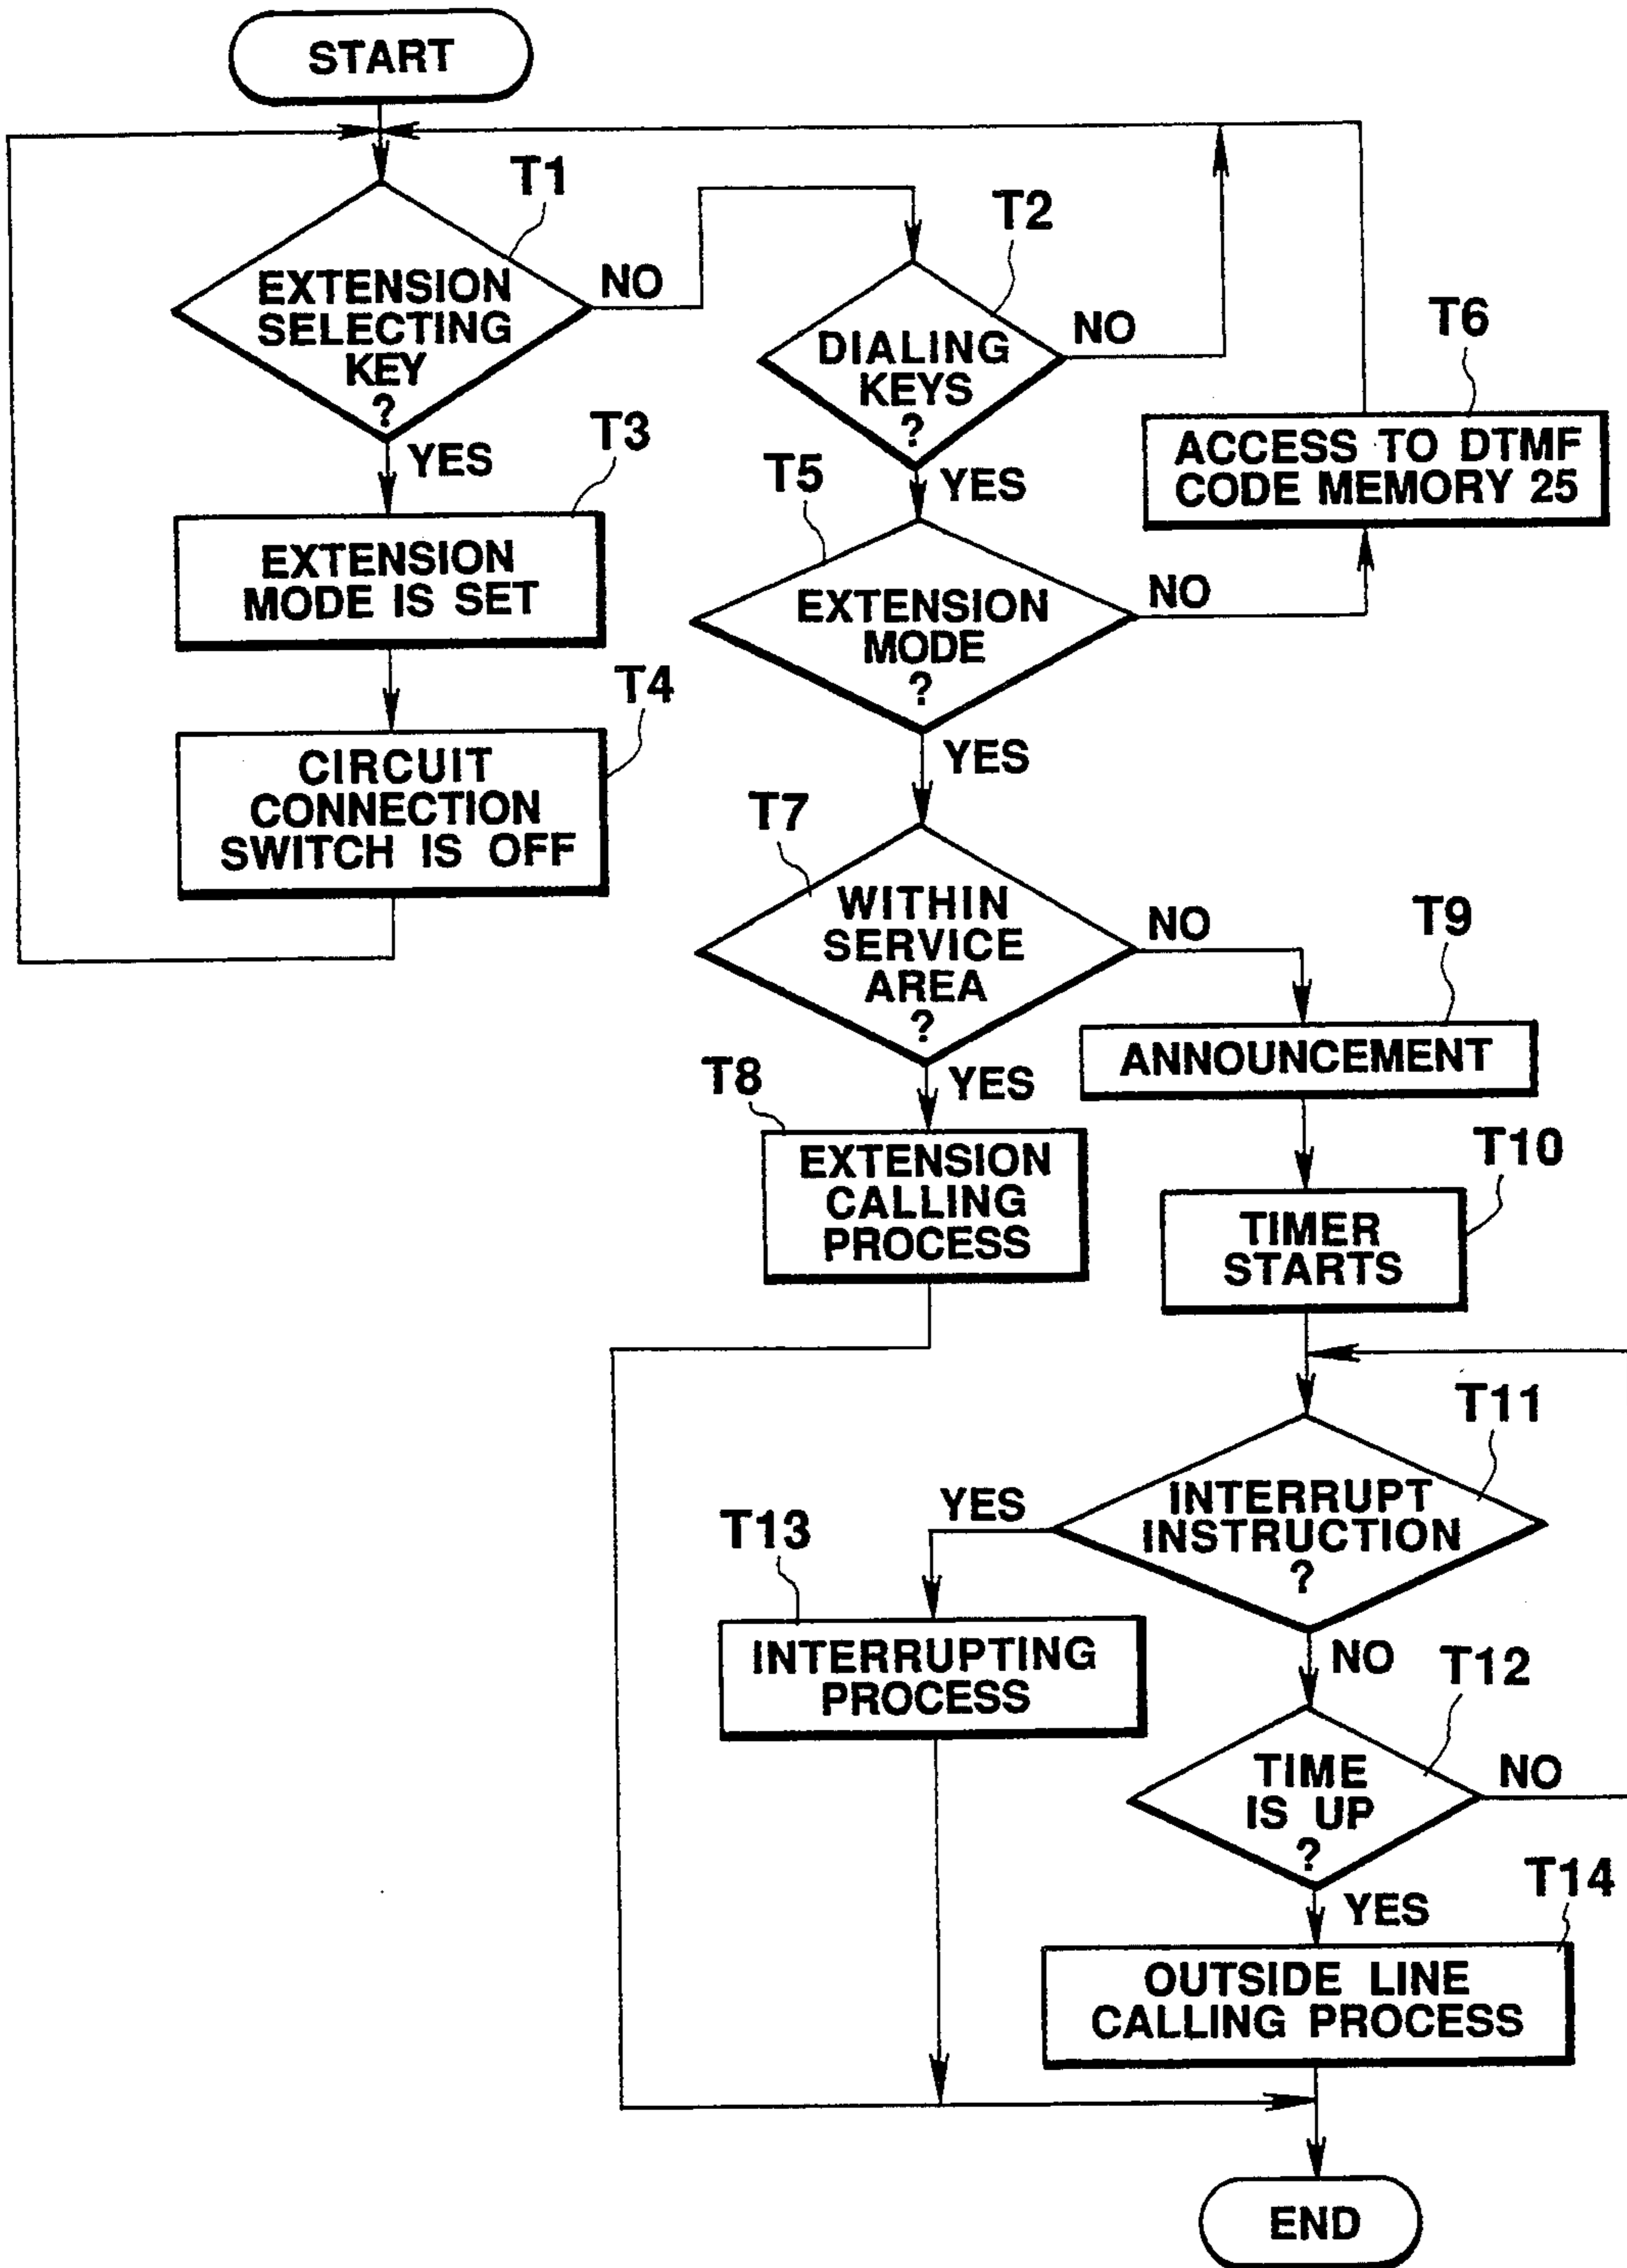 START
T1
EXTENSION
SELECTING
KEY
?
NO
YES
T2
DIALING
KEYS
?
NO
YES
T3
EXTENSION
MODE IS SET
T4
CIRCUIT
CONNECTION
SWITCH IS OFF
T5
EXTENSION
MODE
?
NO
YES
T6
ACCESS TO DTMF
CODE MEMORY 25
T7
WITHIN
SERVICE
AREA
?
NO
YES
T8
EXTENSION
CALLING
PROCESS
T9
ANNOUNCEMENT
T10
TIMER
STARTS
T11
INTERRUPT
INSTRUCTION
?
YES
NO
T13
INTERRUPTING
PROCESS
T12
TIME
IS UP
?
NO
YES
T14
OUTSIDE LINE
CALLING PROCESS
END